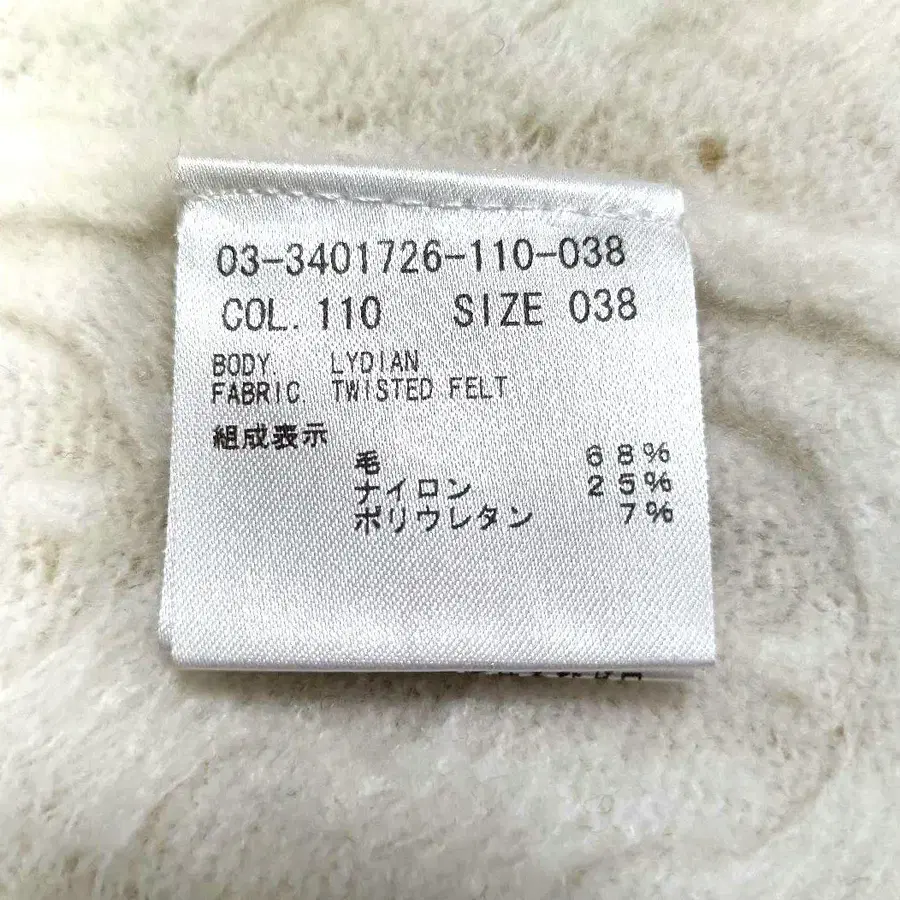 03-3401726-110-038
COL. 110 SIZE 038
BODY. LYDIAN
FABRIC TWISTED FELT
組成表示
毛 68%
ナイロン 25%
ポリウレタン 7%